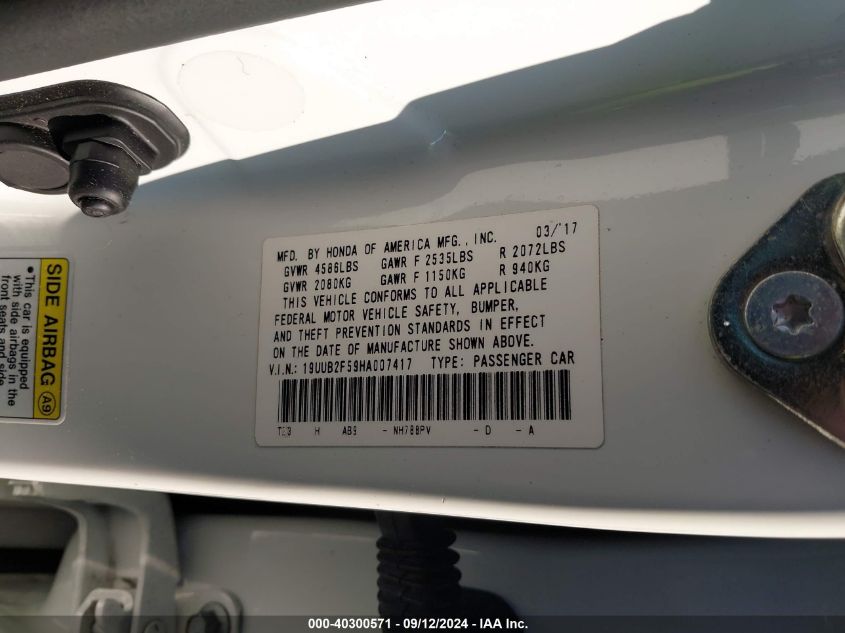 MFD. BY HONDA OF AMERICA MFG., INC. 03/'17
GVWR 4586LBS GAWR F 2535LBS R 2072LBS
GVWR 2080KG GAWR F 1150KG R 940KG
THIS VEHICLE CONFORMS TO ALL APPLICABLE
FEDERAL MOTOR VEHICLE SAFETY, BUMPER,
AND THEFT PREVENTION STANDARDS IN EFFECT
ON THE DATE OF MANUFACTURE SHOWN ABOVE.
V.I.N.: 19UUB2F59HA007417 TYPE: PASSENGER CAR
H AB9 - NH788PV - D - A
SIDE AIRBAG A9
•This car is equipped
with side airbags in the
front seats and
000-40300571 - 09/12/2024 - IAA Inc.